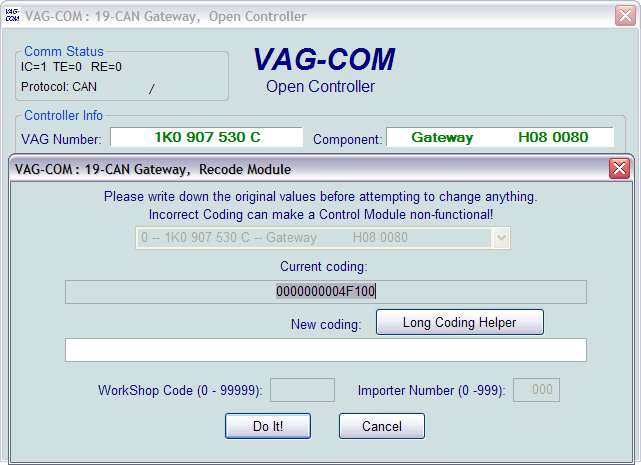 VAG-COM
VAG-COM : 19-CAN Gateway, Open Controller
Comm Status
IC=1 TE=0 RE=0
Protocol: CAN /
VAG-COM
Open Controller
Controller Info
VAG Number: 1K0 907 530 C Component: Gateway H08 0080
VAG-COM : 19-CAN Gateway, Recode Module
Please write down the original values before attempting to change anything.
Incorrect Coding can make a Control Module non-functional!
0 -- 1K0 907 530 C -- Gateway H08 0080
Current coding:
0000000004F100
New coding: Long Coding Helper
WorkShop Code (0 - 99999): Importer Number (0 -999): 000
Do It! Cancel